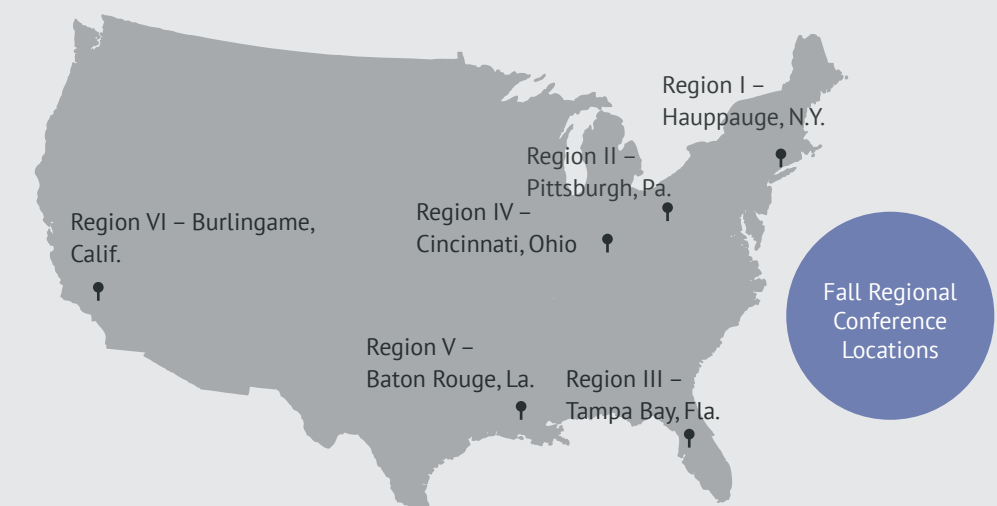 Region I –
Hauppauge, N.Y.
Region II –
Pittsburgh, Pa.
Region IV –
Cincinnati, Ohio
Region VI – Burlingame,
Calif.
Fall Regional
Conference
Locations
Region V –
Baton Rouge, La.
Region III –
Tampa Bay, Fla.